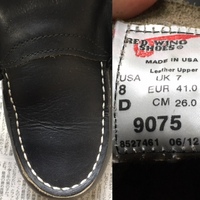 RED WING
SHOES
MADE IN USA
Leather Upper
USA UK 7
8 EUR 41.0
D CM 26.0
9075
8527461 06/12